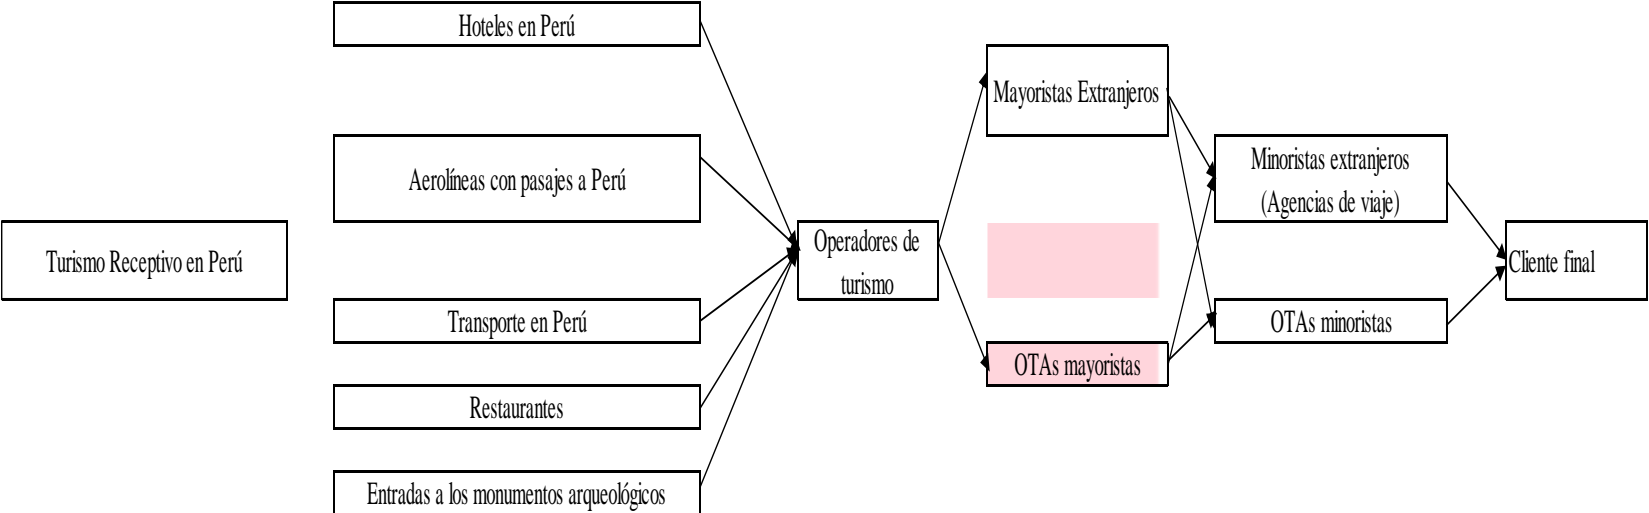 Turismo Receptivo en Perú
Hoteles en Perú
Aerolíneas con pasajes a Perú
Transporte en Perú
Restaurantes
Entradas a los monumentos arqueológicos
Operadores de
turismo
Mayoristas Extranjeros
OTAs mayoristas
Minoristas extranjeros
(Agencias de viaje)
OTAs minoristas
Cliente final